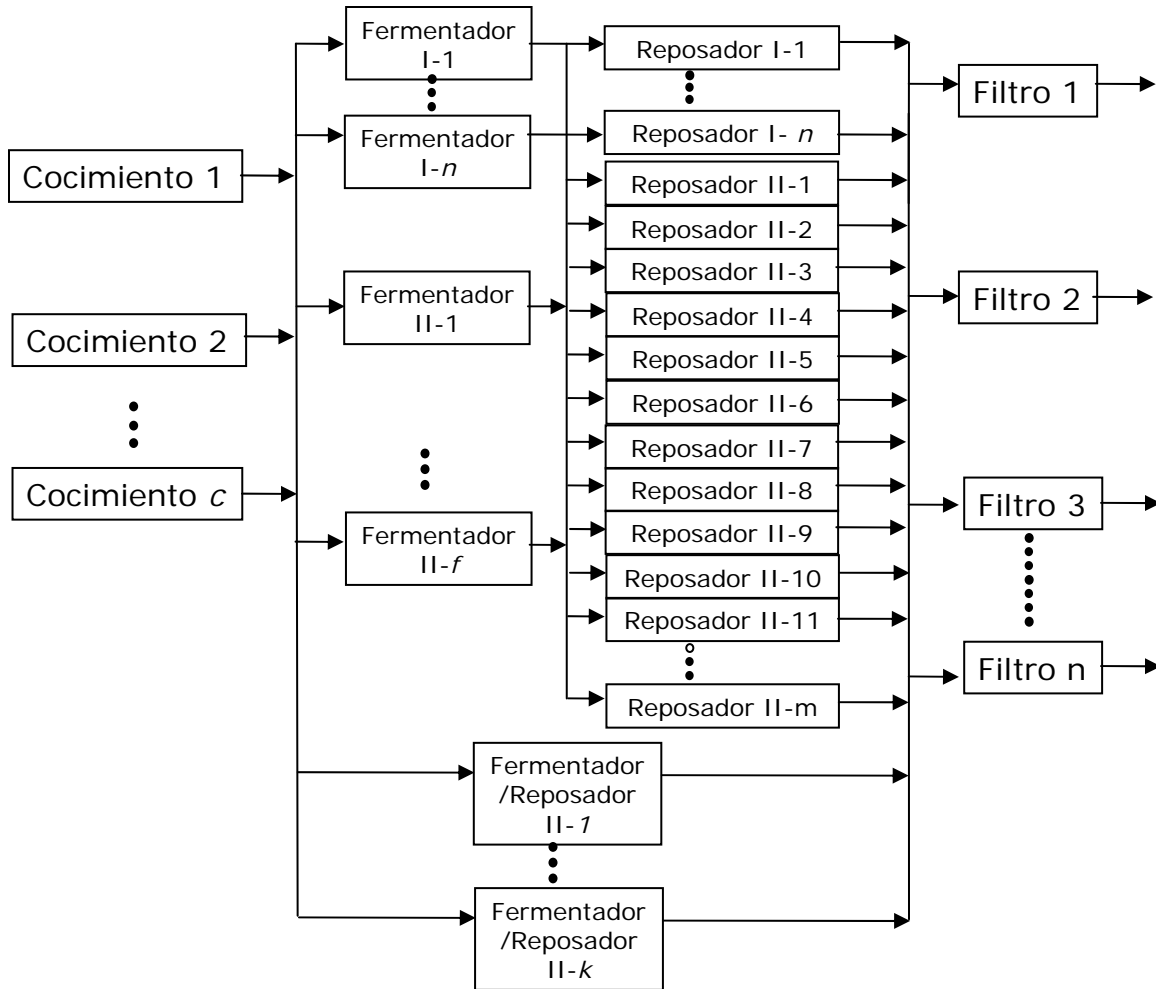 Cocimiento 1
Cocimiento 2
Cocimiento c
Fermentador
I-1
Fermentador
I-n
Fermentador
II-1
Fermentador
II-f
Reposador I-1
Reposador I- n
Reposador II-1
Reposador II-2
Reposador II-3
Reposador II-4
Reposador II-5
Reposador II-6
Reposador II-7
Reposador II-8
Reposador II-9
Reposador II-10
Reposador II-11
Reposador II-m
Fermentador
/Reposador
II-1
Fermentador
/Reposador
II-k
Filtro 1
Filtro 2
Filtro 3
Filtro n